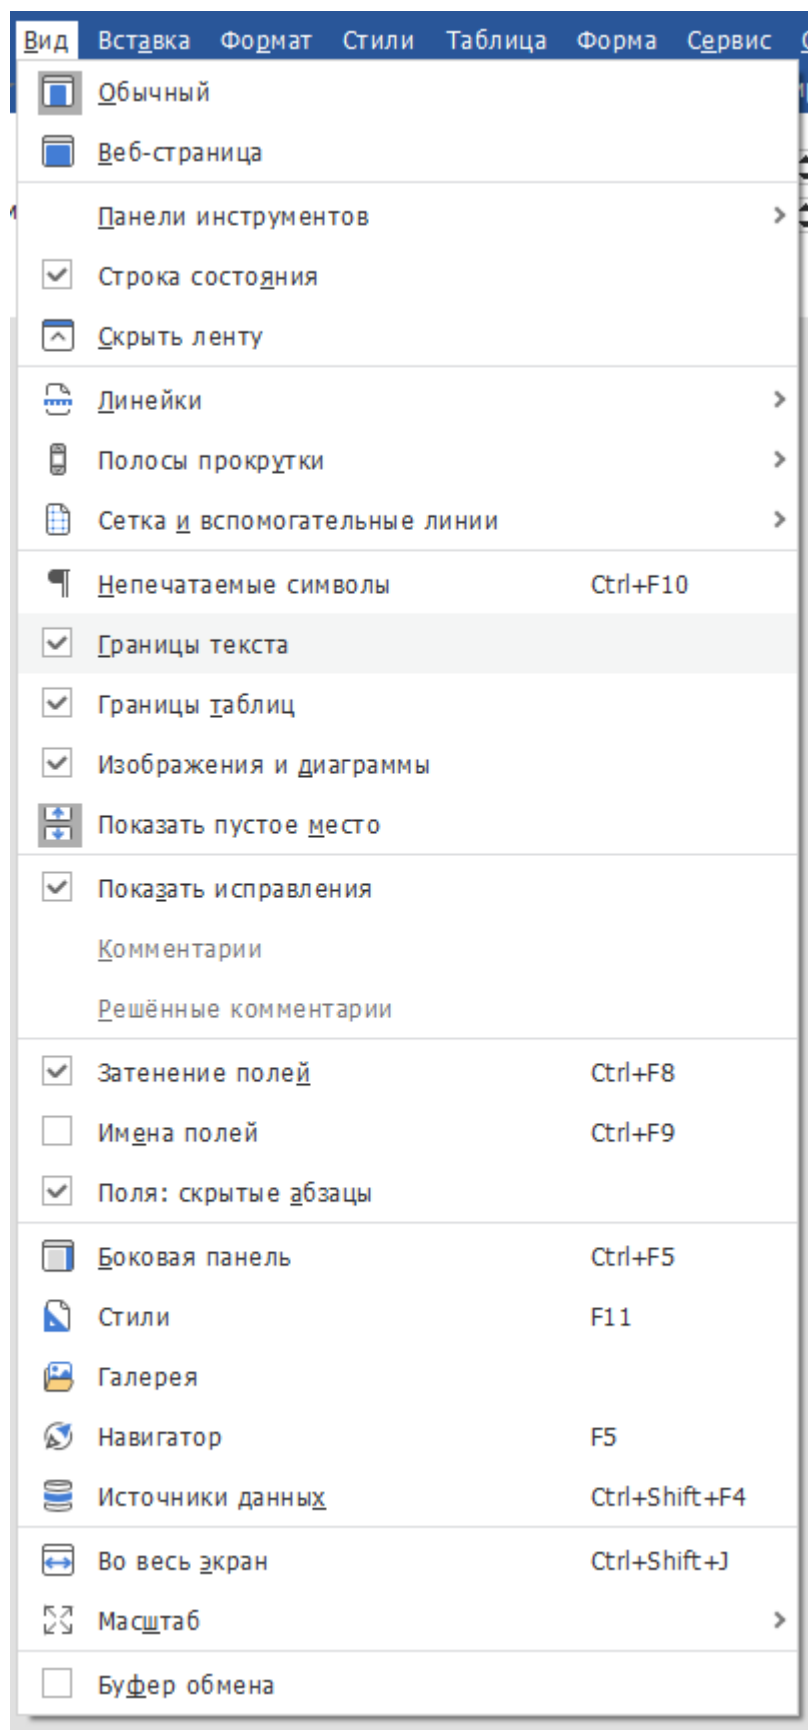 Вид Вставка Формат Стили Таблица Форма Сервис
Обычный
Веб-страница
Панели инструментов
Строка состояния
Скрыть ленту
Линейки
Полосы прокрутки
Сетка и вспомогательные линии
Непечатаемые символы Ctrl+F10
Границы текста
Границы таблиц
Изображения и диаграммы
Показать пустое место
Показать исправления
Комментарии
Решённые комментарии
Затенение полей Ctrl+F8
Имена полей Ctrl+F9
Поля: скрытые абзацы
Боковая панель Ctrl+F5
Стили F11
Галерея
Навигатор F5
Источники данных Ctrl+Shift+F4
Во весь экран Ctrl+Shift+J
Масштаб
Буфер обмена